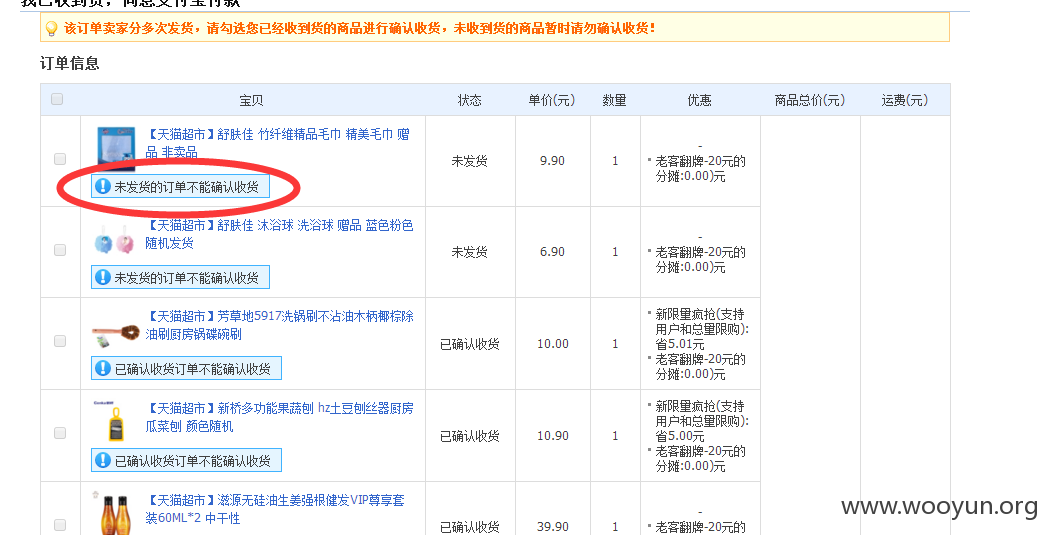 我已收到货，同意支付宝付款
该订单卖家分多次发货，请勾选您已经收到货的商品进行确认收货，未收到货的商品暂时请勿确认收货！
订单信息
宝贝 状态 单价(元) 数量 优惠 商品总价(元) 运费(元)
【天猫超市】舒肤佳 竹纤维精品毛巾 精美毛巾 赠
品 非卖品
未发货的订单不能确认收货
未发货
9.90
1
-
老客翻牌-20元的
分摊:0.00)元
【天猫超市】舒肤佳 沐浴球 洗浴球 赠品 蓝色粉色
随机发货
未发货的订单不能确认收货
未发货
6.90
1
-
老客翻牌-20元的
分摊:0.00)元
【天猫超市】芳草地5917洗锅刷不沾油木柄椰棕除
油刷厨房锅碟碗刷
已确认收货订单不能确认收货
已确认收货
10.00
1
新限量疯抢(支持
用户和总量限购):
省5.01元
老客翻牌-20元的
分摊:0.00)元
【天猫超市】新桥多功能果蔬刨 hz土豆刨丝器厨房
瓜菜刨 颜色随机
已确认收货订单不能确认收货
已确认收货
10.90
1
新限量疯抢(支持
用户和总量限购):
省5.00元
老客翻牌-20元的
分摊:0.00)元
【天猫超市】滋源无硅油生姜强根健发VIP尊享套
装60ML*2 中干性
已确认收货
39.90
1
-
老客翻牌-20元的
www.wooyun.org